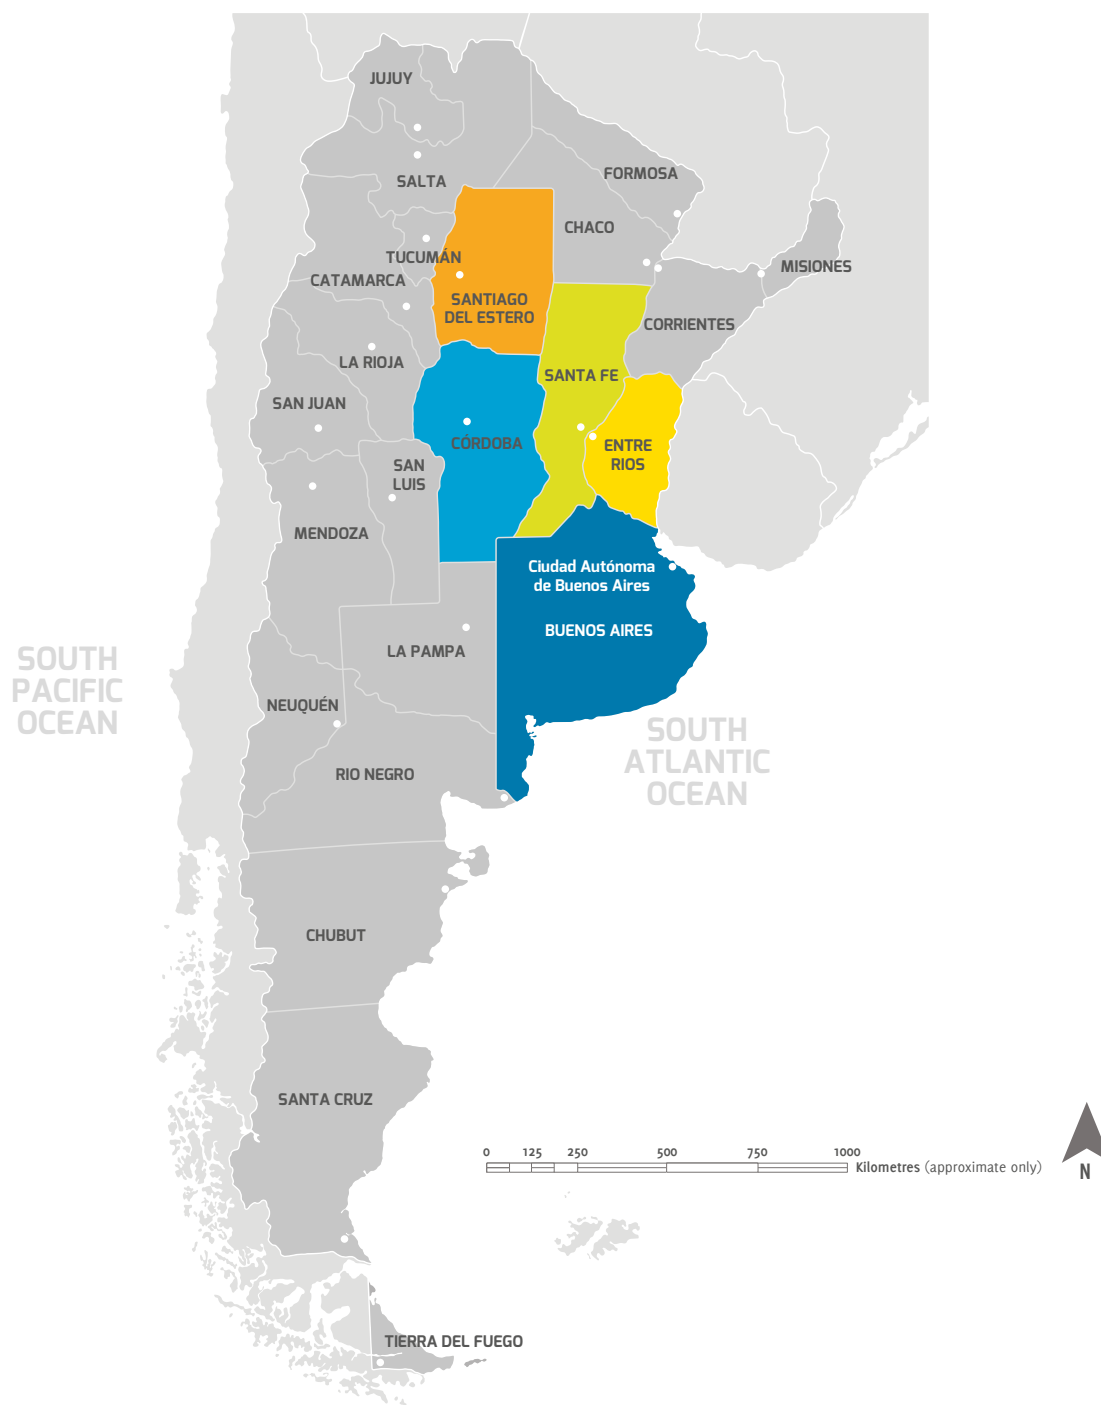 JUJUY
SALTA
FORMOSA
CHACO
TUCUMÁN
MISIONES
CATAMARCA
SANTIAGO
DEL ESTERO
CORRIENTES
LA RIOJA
SANTA FE
SAN JUAN
CÓRDOBA
ENTRE
RIOS
SAN
LUIS
MENDOZA
Ciudad Autónoma
de Buenos Aires
BUENOS AIRES
LA PAMPA
SOUTH
PACIFIC
OCEAN
NEUQUÉN
SOUTH
ATLANTIC
OCEAN
RIO NEGRO
CHUBUT
SANTA CRUZ
0 125 250 500 750 1000
Kilometres (approximate only)
N
TIERRA DEL FUEGO